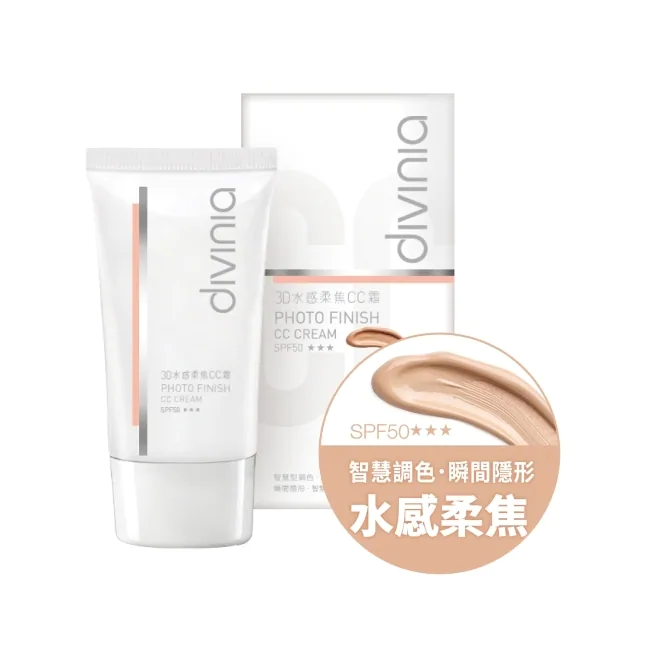 divinia
3D水感柔焦CC霜
PHOTO FINISH
CC CREAM
SPF50 ★★★
divinia
3D水感柔焦CC霜
PHOTO FINISH
CC CREAM
SPF50 ★★★
SPF50★★★
智慧調色·瞬間隱形
水感柔焦